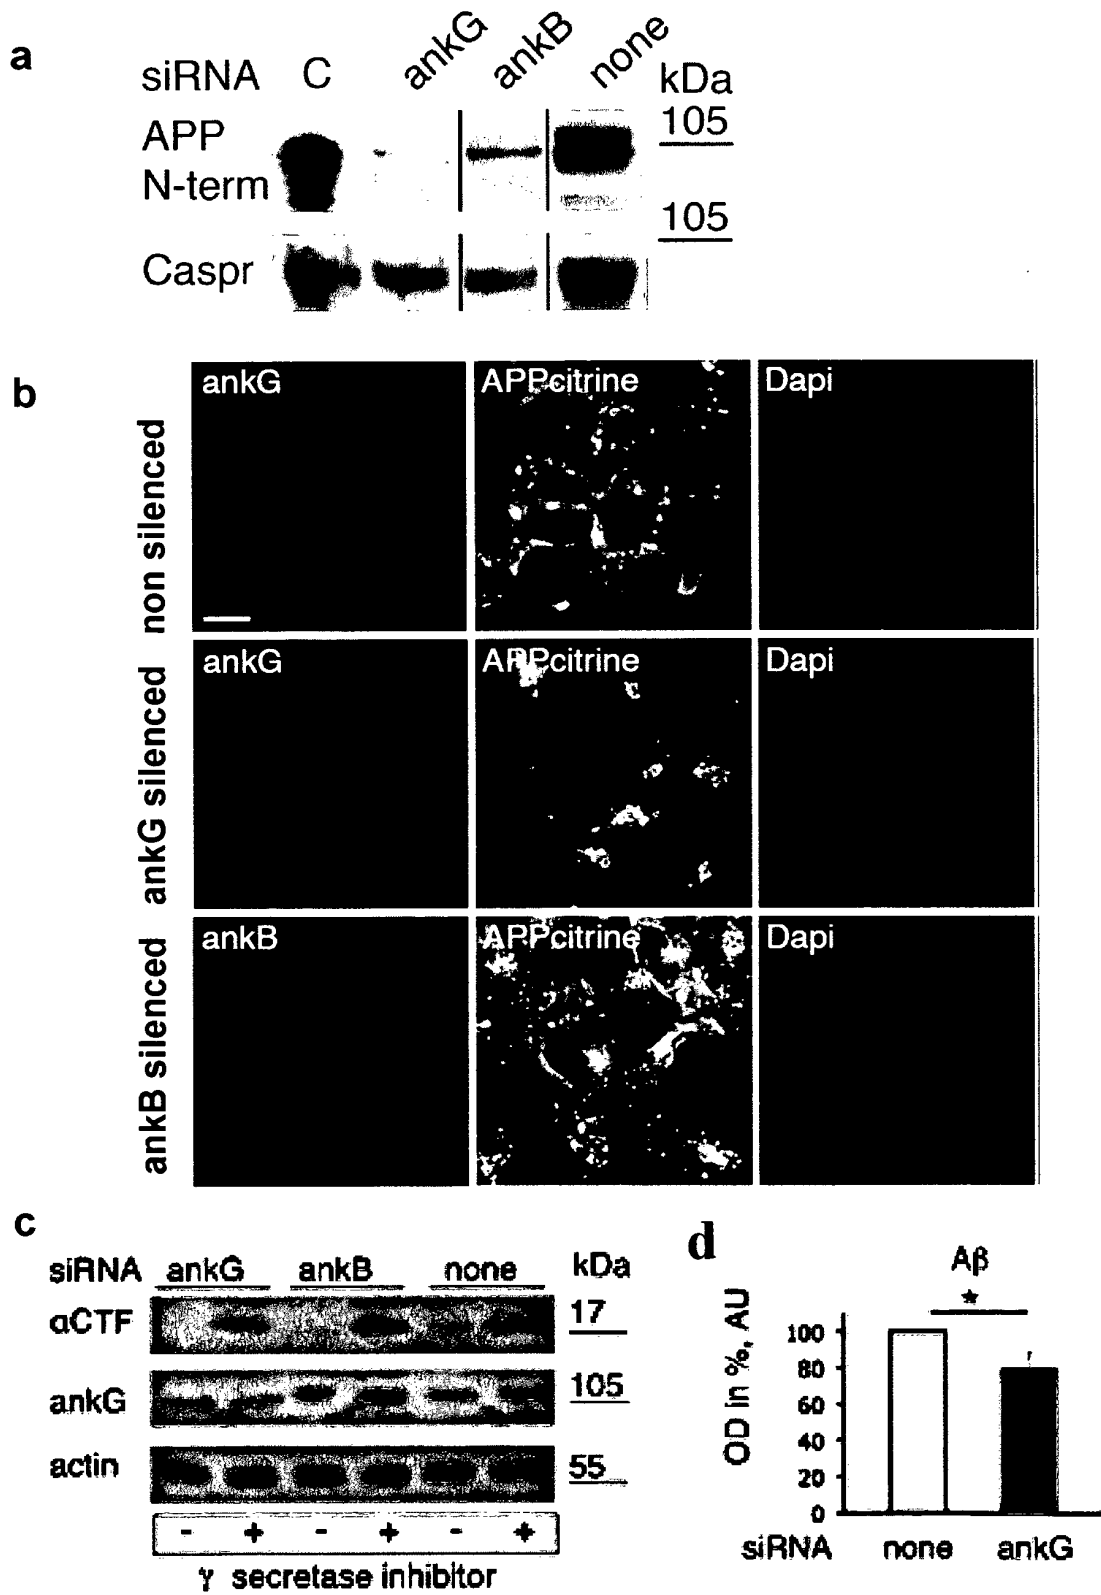 a
siRNA C ankG ankB none kDa
APP 105
N-term
105
Caspr
b
non silenced
ankG APPcitrine Dapi
ankG silenced
ankG APPcitrine Dapi
ankB silenced
ankB APPcitrine Dapi
c
siRNA ankG ankB none kDa
αCTF 17
ankG 105
actin 55
- + - + - +
γ secretase inhibitor
d
Aβ
★
OD in %, AU
100
80
60
40
20
0
siRNA none ankG